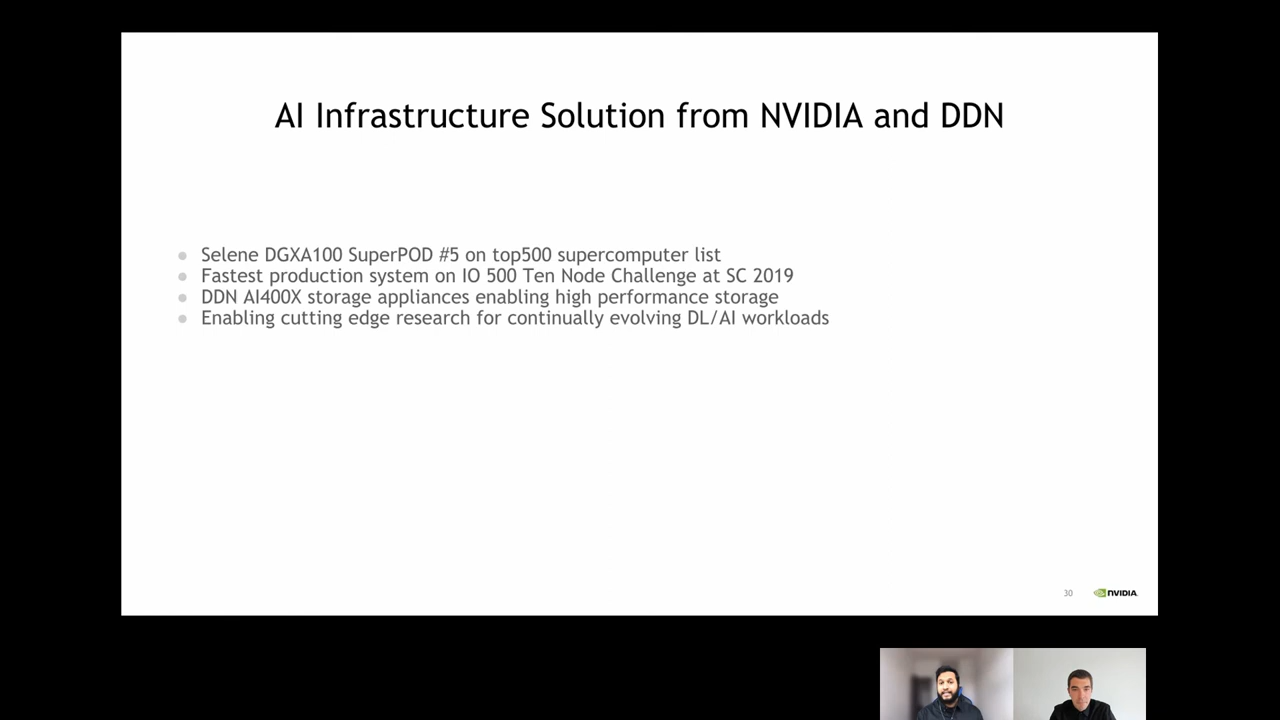 AI Infrastructure Solution from NVIDIA and DDN
Selene DGXA100 SuperPOD #5 on top500 supercomputer list
Fastest production system on IO 500 Ten Node Challenge at SC 2019
DDN AI400X storage appliances enabling high performance storage
Enabling cutting edge research for continually evolving DL/AI workloads
30 NVIDIA